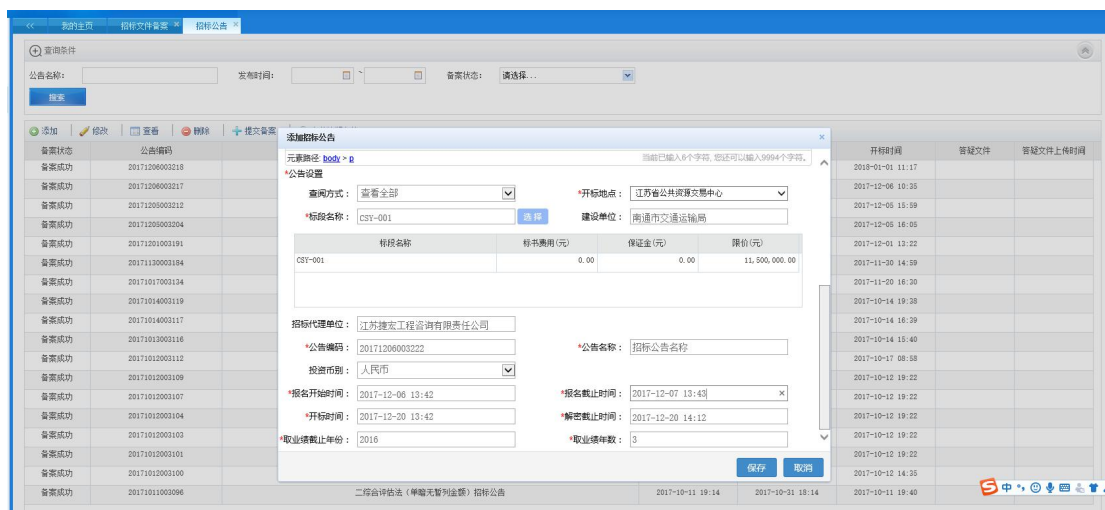 << 我的主页 招标文件备案 × 招标公告 ×
查询条件
公告名称： 发布时间： ~ 备案状态： 请选择...
搜索
添加 修改 查看 删除 提交备案
备案状态 公告编码 开标时间 答疑文件 答疑文件上传时间
备案成功 20171206003218 2018-01-01 11:17
备案成功 20171206003217 2017-12-06 10:35
备案成功 20171205003212 2017-12-05 15:59
备案成功 20171205003204 2017-12-05 16:05
备案成功 20171201003191 2017-12-01 13:22
备案成功 20171130003184 2017-11-30 14:59
备案成功 20171017003134 2017-11-20 16:30
备案成功 20171014003119 2017-10-14 19:38
备案成功 20171014003117 2017-10-14 16:39
备案成功 20171013003116 2017-10-14 15:40
备案成功 20171012003112 2017-10-17 08:58
备案成功 20171012003109 2017-10-12 19:22
备案成功 20171012003107 2017-10-12 19:22
备案成功 20171012003104 2017-10-12 19:22
备案成功 20171012003103 2017-10-12 19:22
备案成功 20171012003101 2017-10-12 19:22
备案成功 20171012003100 2017-10-12 14:35
备案成功 20171011003096 二综合评估法（单暗无暂列金额）招标公告 2017-10-11 19:14 2017-10-31 18:14 2017-10-11 19:40
添加招标公告 ×
元素路径: body > p 当前已输入6个字符, 您还可以输入9994个字符。
*公告设置
查阅方式： 查看全部 *开标地点： 江苏省公共资源交易中心
*标段名称： CSY-001 选择 建设单位： 南通市交通运输局
标段名称 标书费用(元) 保证金(元) 限价(元)
CSY-001 0.00 0.00 11,500,000.00
招标代理单位： 江苏捷宏工程咨询有限责任公司
*公告编码： 20171206003222 *公告名称： 招标公告名称
投资币别： 人民币
*报名开始时间： 2017-12-06 13:42 *报名截止时间： 2017-12-07 13:43 ×
*开标时间： 2017-12-20 13:42 *解密截止时间： 2017-12-20 14:12
*取业绩截止年份： 2016 *取业绩年数： 3
保存 取消
中